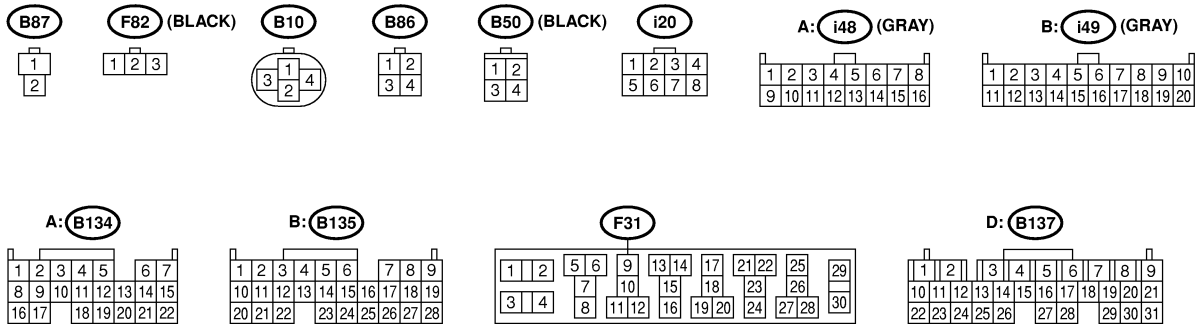 B87 F82 (BLACK) B10 B86 B50 (BLACK) i20 A: i48 (GRAY) B: i49 (GRAY)
1 1 2 3 1 1 2 1 2 1 2 3 4 1 2 3 4 5 6 7 8 1 2 3 4 5 6 7 8 9 10
3 4
2 2 3 4 3 4 5 6 7 8 9 10 11 12 13 14 15 16 11 12 13 14 15 16 17 18 19 20
A: B134 B: B135 F31 D: B137
1 2 3 4 5 6 7 1 2 3 4 5 6 7 8 9 1 2 5 6 9 13 14 17 21 22 25 29 1 2 3 4 5 6 7 8 9
8 9 10 11 12 13 14 15 10 11 12 13 14 15 16 17 18 19 7 10 15 18 23 26 10 11 12 13 14 15 16 17 18 19 20 21
16 17 18 19 20 21 22 20 21 22 23 24 25 26 27 28 3 4 8 11 12 16 19 20 24 27 28 30 22 23 24 25 26 27 28 29 30 31